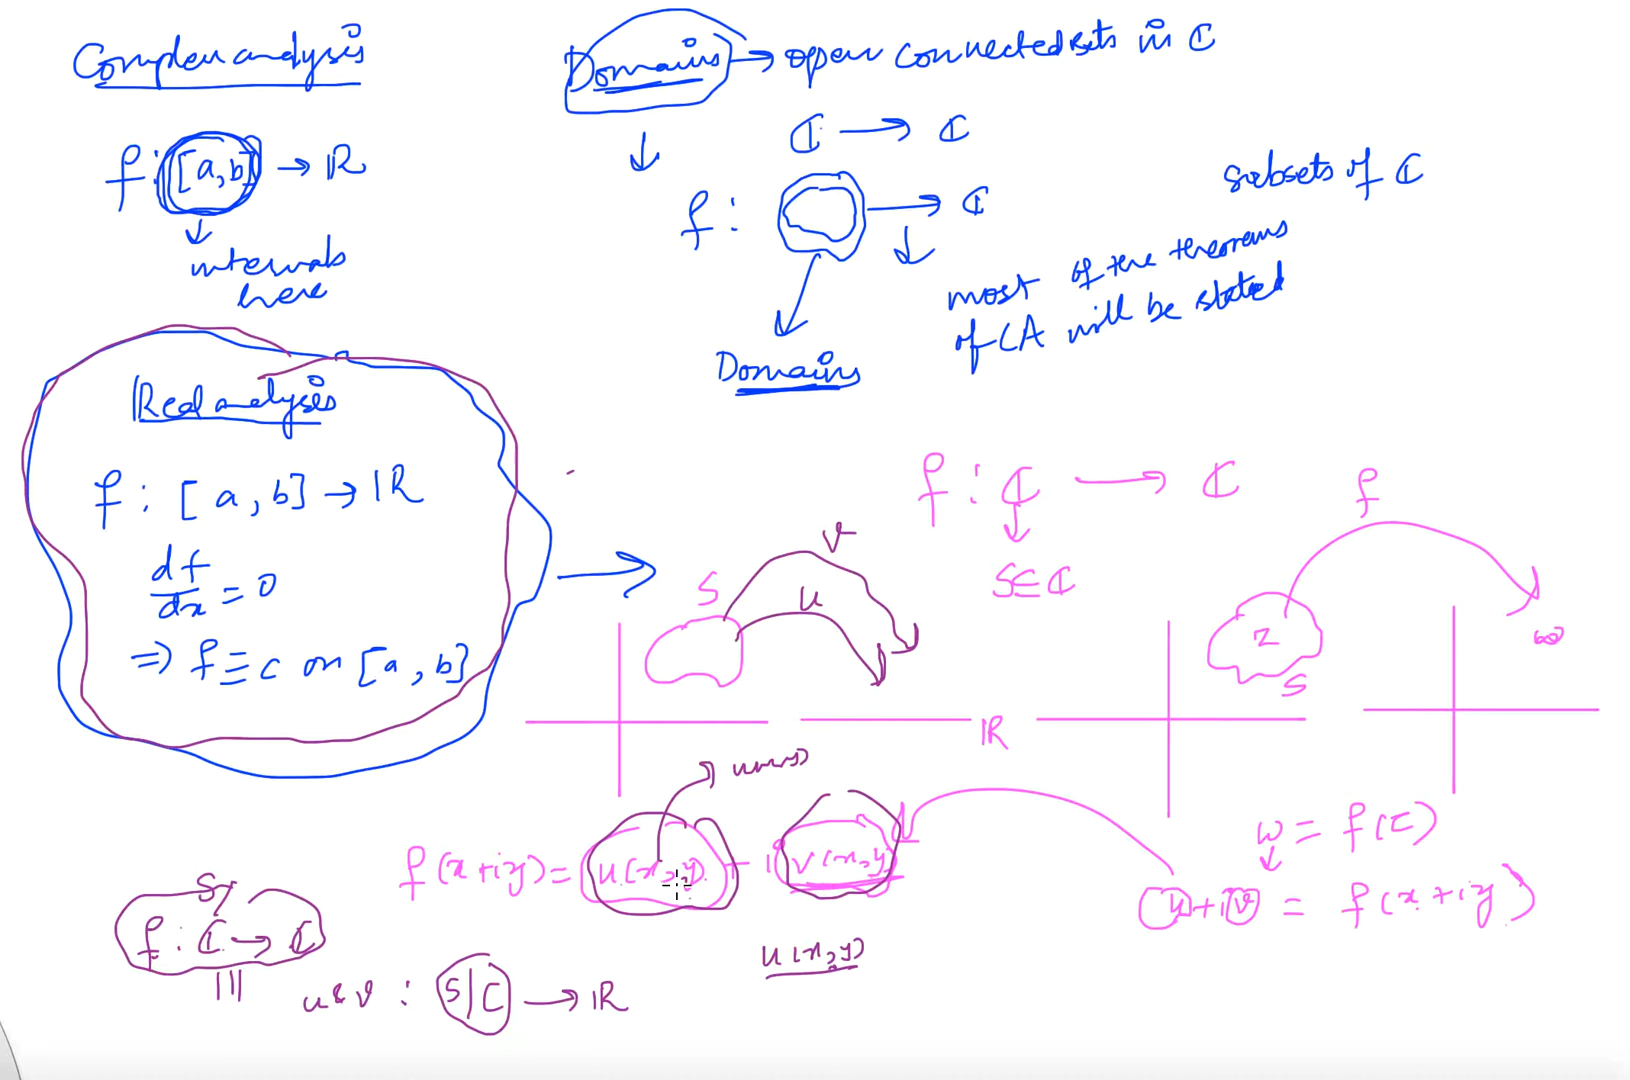 Complex analysis
f : [a,b] → ℝ
intervals
here
Domains → open connected sets in ℂ
ℂ → ℂ
f : → ℂ
Domains
subsets of ℂ
most of the theorems
of CA will be stated
Real analysis
f : [a,b] → ℝ
df/dx = 0
⇒ f ≡ c on [a,b]
f : ℂ → ℂ
S ⊆ ℂ
S
v
u
ℝ
f
z
S
ω
f(x+iy) = u(x,y) + i v(x,y)
w = f(z)
u+iv = f(x+iy)
u(x,y)
S/
f : ℂ → ℂ
|||
u & v : S/ℂ → ℝ